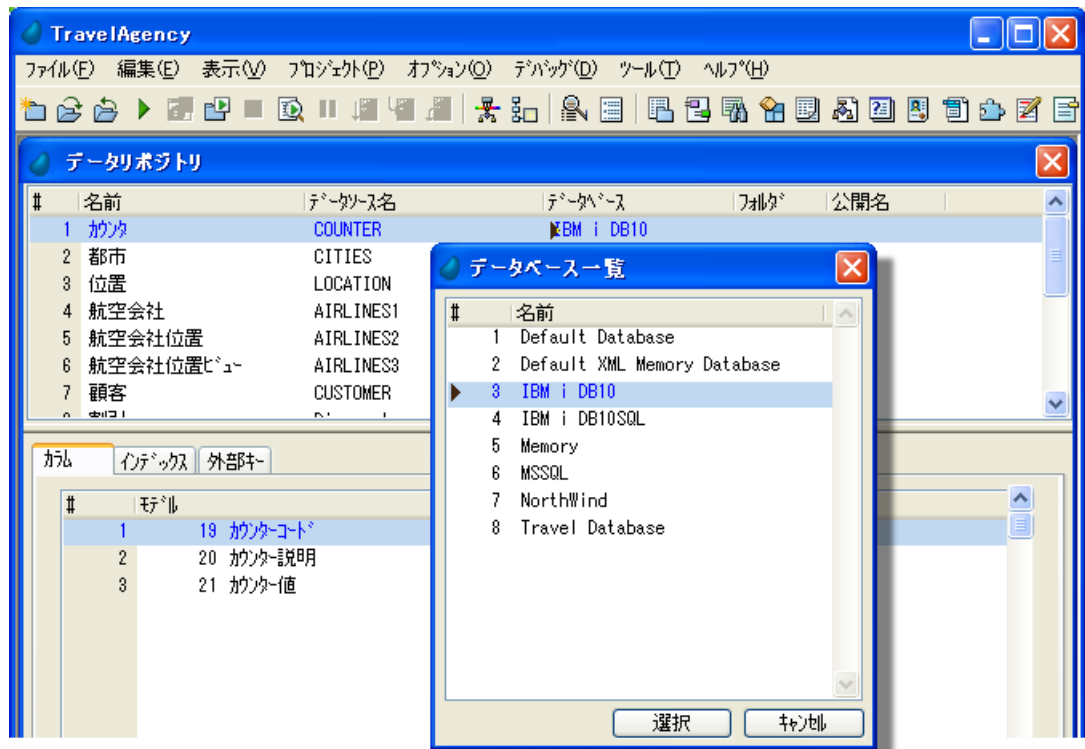 TravelAgency
ﾌｧｲﾙ(F) 編集(E) 表示(V) ﾌﾟﾛｼﾞｪｸﾄ(P) ｵﾌﾟｼｮﾝ(O) ﾃﾞﾊﾞｯｸﾞ(D) ﾂｰﾙ(T) ﾍﾙﾌﾟ(H)
データリポジトリ
# 名前 ﾃﾞｰﾀｿｰｽ名 ﾃﾞｰﾀﾍﾞｰｽ ﾌｫﾙﾀﾞ 公開名
1 ｶｳﾝﾀ COUNTER IBM i DB10
2 都市 CITIES
3 位置 LOCATION
4 航空会社 AIRLINES1
5 航空会社位置 AIRLINES2
6 航空会社位置ﾋﾞｭｰ AIRLINES3
7 顧客 CUSTOMER
データベース一覧
# 名前
1 Default Database
2 Default XML Memory Database
3 IBM i DB10
4 IBM i DB10SQL
5 Memory
6 MSSQL
7 NorthWind
8 Travel Database
選択 ｷｬﾝｾﾙ
ｶﾗﾑ ｲﾝﾃﾞｯｸｽ 外部ｷｰ
# ﾓﾃﾞﾙ
1 19 ｶｳﾝﾀｰｺｰﾄﾞ
2 20 ｶｳﾝﾀｰ説明
3 21 ｶｳﾝﾀｰ値